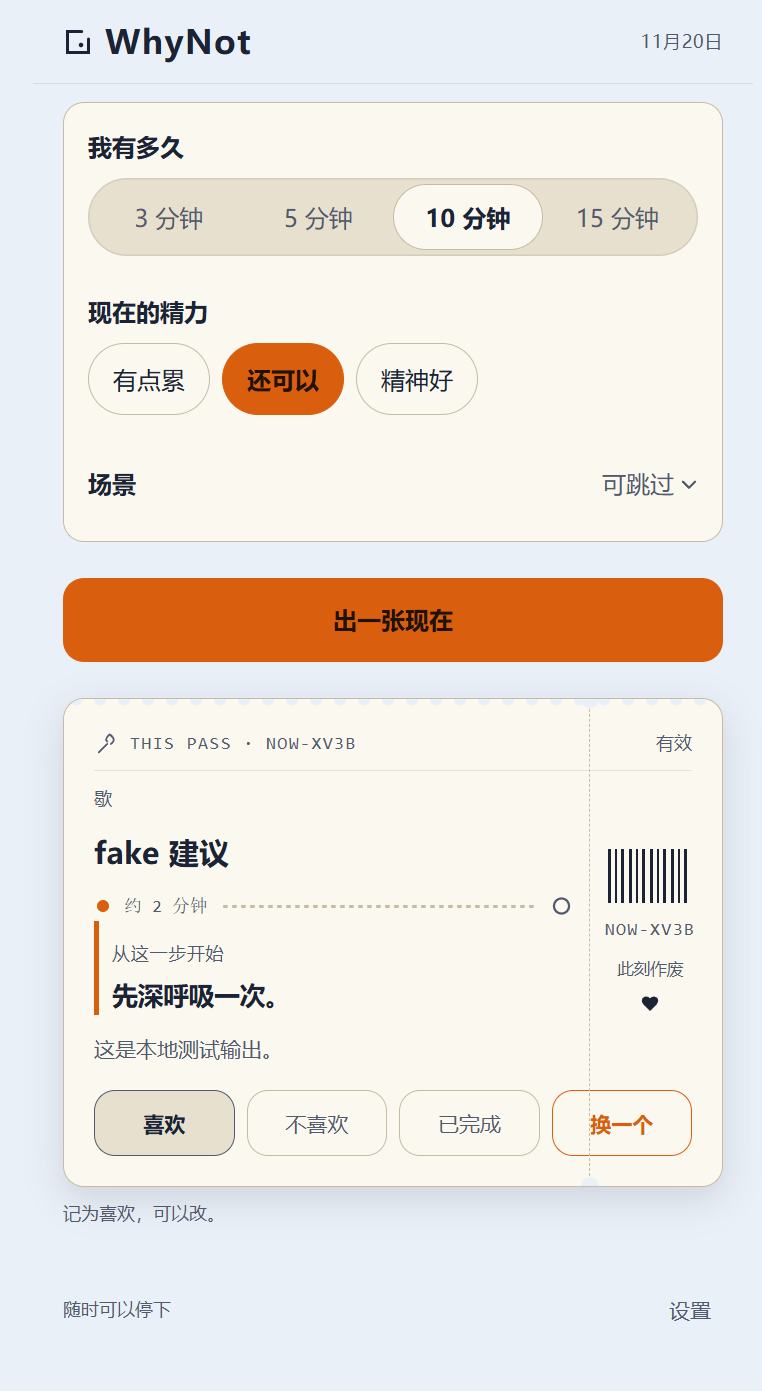 WhyNot
11月20日
我有多久
3 分钟 5 分钟 10 分钟 15 分钟
现在的精力
有点累 还可以 精神好
场景 可跳过
出一张现在
THIS PASS · NOW-XV3B 有效
歇
fake 建议
约 2 分钟
从这一步开始
先深呼吸一次。
这是本地测试输出。
NOW-XV3B
此刻作废
喜欢 不喜欢 已完成 换一个
记为喜欢，可以改。
随时可以停下 设置